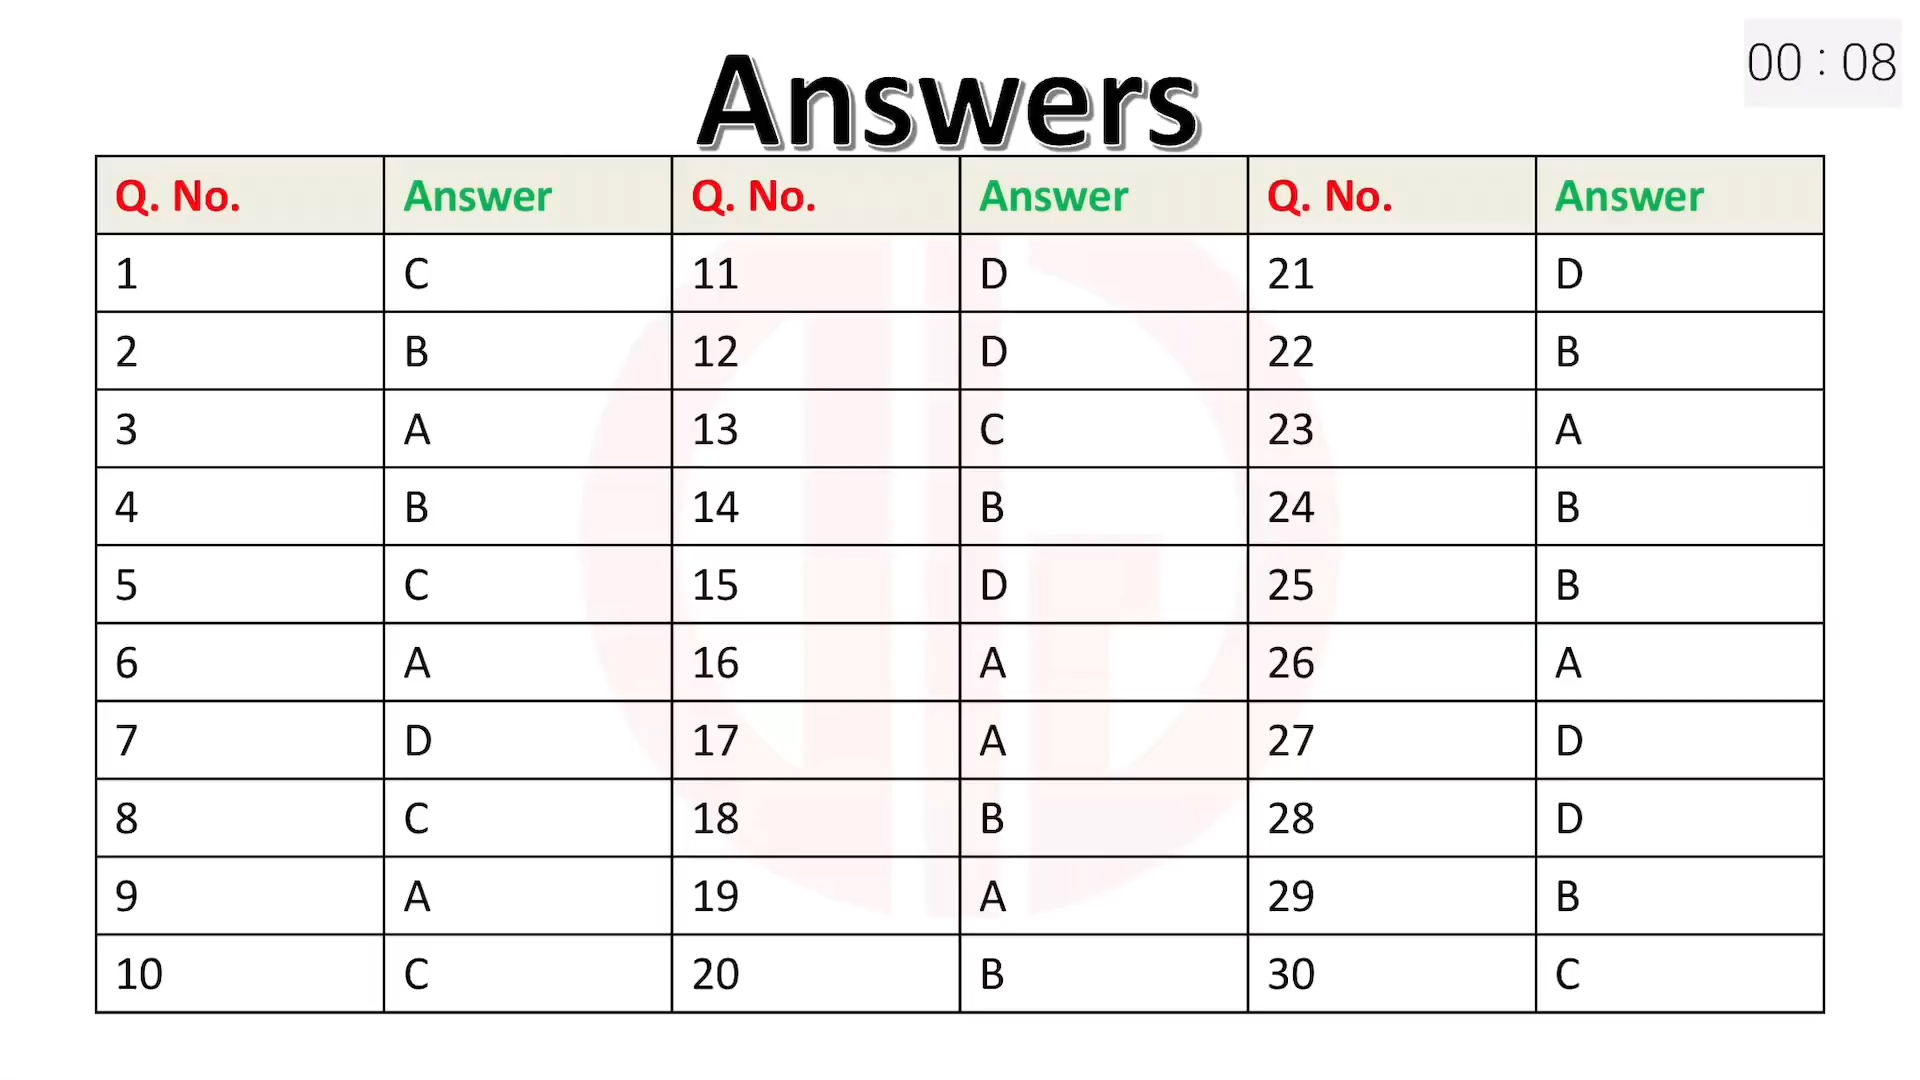 00 : 08
Answers
Q. No. Answer Q. No. Answer Q. No. Answer
1 C 11 D 21 D
2 B 12 D 22 B
3 A 13 C 23 A
4 B 14 B 24 B
5 C 15 D 25 B
6 A 16 A 26 A
7 D 17 A 27 D
8 C 18 B 28 D
9 A 19 A 29 B
10 C 20 B 30 C